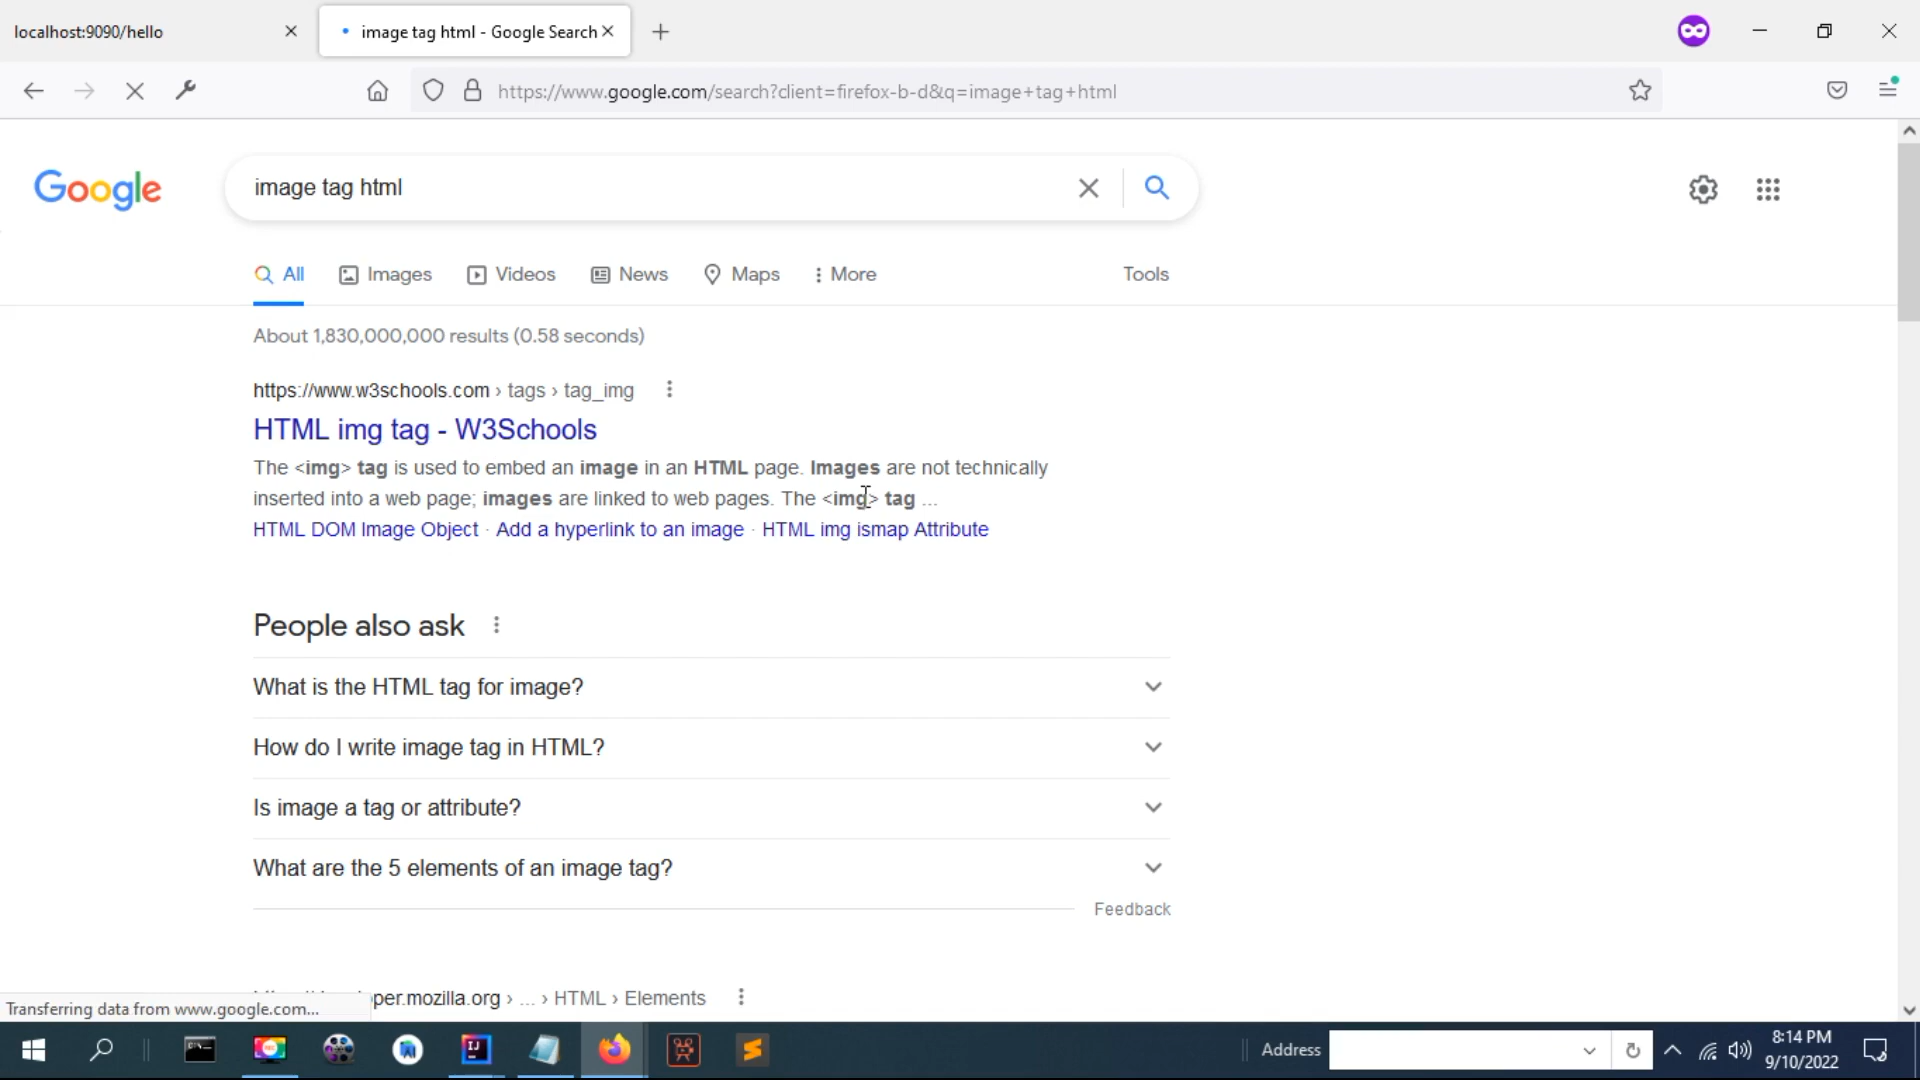 localhost:9090/hello
image tag html - Google Search
https://www.google.com/search?client=firefox-b-d&q=image+tag+html
Google
image tag html
All
Images
Videos
News
Maps
More
Tools
About 1,830,000,000 results (0.58 seconds)
https://www.w3schools.com › tags › tag_img
HTML img tag - W3Schools
The <img> tag is used to embed an image in an HTML page. Images are not technically
inserted into a web page; images are linked to web pages. The <img> tag ...
HTML DOM Image Object · Add a hyperlink to an image · HTML img ismap Attribute
People also ask
What is the HTML tag for image?
How do I write image tag in HTML?
Is image a tag or attribute?
What are the 5 elements of an image tag?
Feedback
per.mozilla.org › ... › HTML › Elements
Transferring data from www.google.com...
Address
8:14 PM
9/10/2022